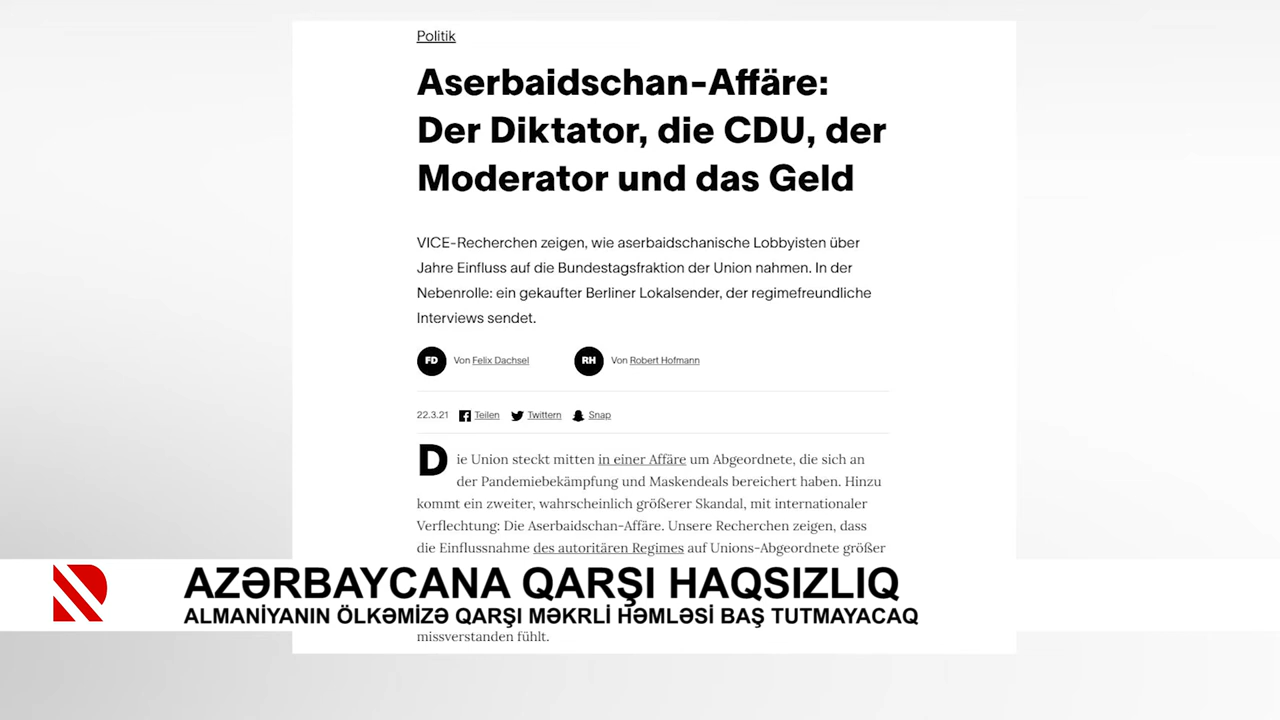 Politik
Aserbaidschan-Affäre:
Der Diktator, die CDU, der
Moderator und das Geld
VICE-Recherchen zeigen, wie aserbaidschanische Lobbyisten über
Jahre Einfluss auf die Bundestagsfraktion der Union nahmen. In der
Nebenrolle: ein gekaufter Berliner Lokalsender, der regimefreundliche
Interviews sendet.
FD Von Felix Dachsel RH Von Robert Hofmann
22.3.21 Teilen Twittern Snap
Die Union steckt mitten in einer Affäre um Abgeordnete, die sich an
der Pandemiebekämpfung und Maskendeals bereichert haben. Hinzu
kommt ein zweiter, wahrscheinlich größerer Skandal, mit internationaler
Verflechtung: Die Aserbaidschan-Affäre. Unsere Recherchen zeigen, dass
die Einflussnahme des autoritären Regimes auf Unions-Abgeordnete größer
AZƏRBAYCANA QARŞI HAQSIZLIQ
ALMANİYANIN ÖLKƏMİZƏ QARŞI MƏKRLİ HƏMLƏSİ BAŞ TUTMAYACAQ
missverstanden fühlt.